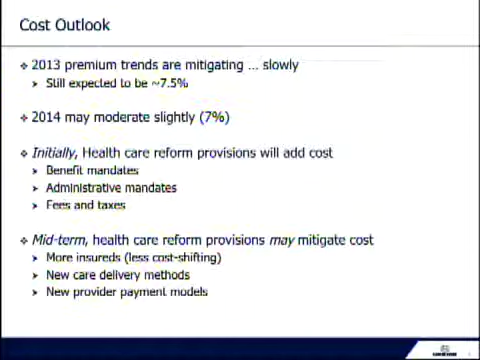 Cost Outlook
2013 premium trends are mitigating ... slowly
Still expected to be ~7.5%
2014 may moderate slightly (7%)
Initially, Health care reform provisions will add cost
Benefit mandates
Administrative mandates
Fees and taxes
Mid-term, health care reform provisions may mitigate cost
More insureds (less cost-shifting)
New care delivery methods
New provider payment models